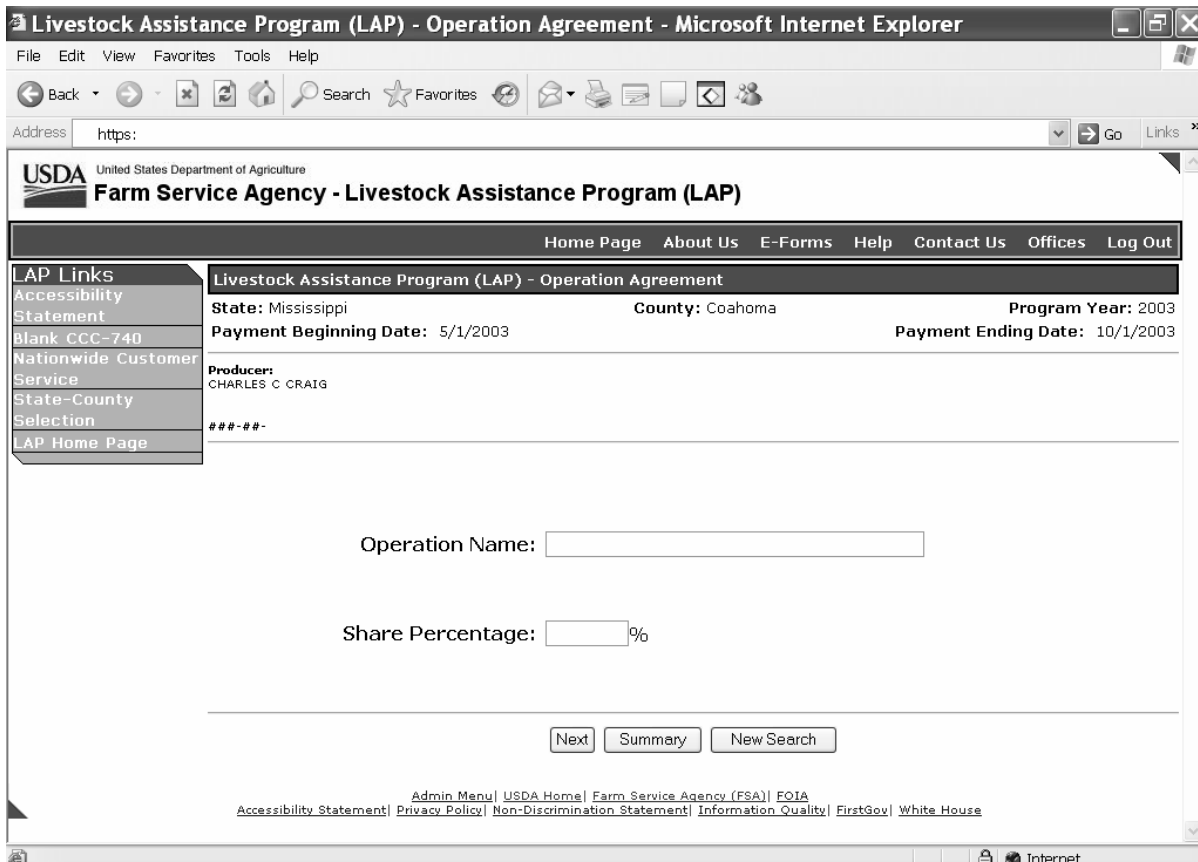 Livestock Assistance Program (LAP) - Operation Agreement - Microsoft Internet Explorer
File Edit View Favorites Tools Help
Back Search Favorites
Address https: Go Links »
USDA United States Department of Agriculture
Farm Service Agency - Livestock Assistance Program (LAP)
Home Page About Us E-Forms Help Contact Us Offices Log Out
LAP Links
Accessibility
Statement
Blank CCC-740
Nationwide Customer
Service
State-County
Selection
LAP Home Page
Livestock Assistance Program (LAP) - Operation Agreement
State: Mississippi County: Coahoma Program Year: 2003
Payment Beginning Date: 5/1/2003 Payment Ending Date: 10/1/2003
Producer:
CHARLES C CRAIG
###-##-
Operation Name:
Share Percentage: %
Next Summary New Search
Admin Menu| USDA Home| Farm Service Agency (FSA)| FOIA
Accessibility Statement| Privacy Policy| Non-Discrimination Statement| Information Quality| FirstGov| White House
Internet